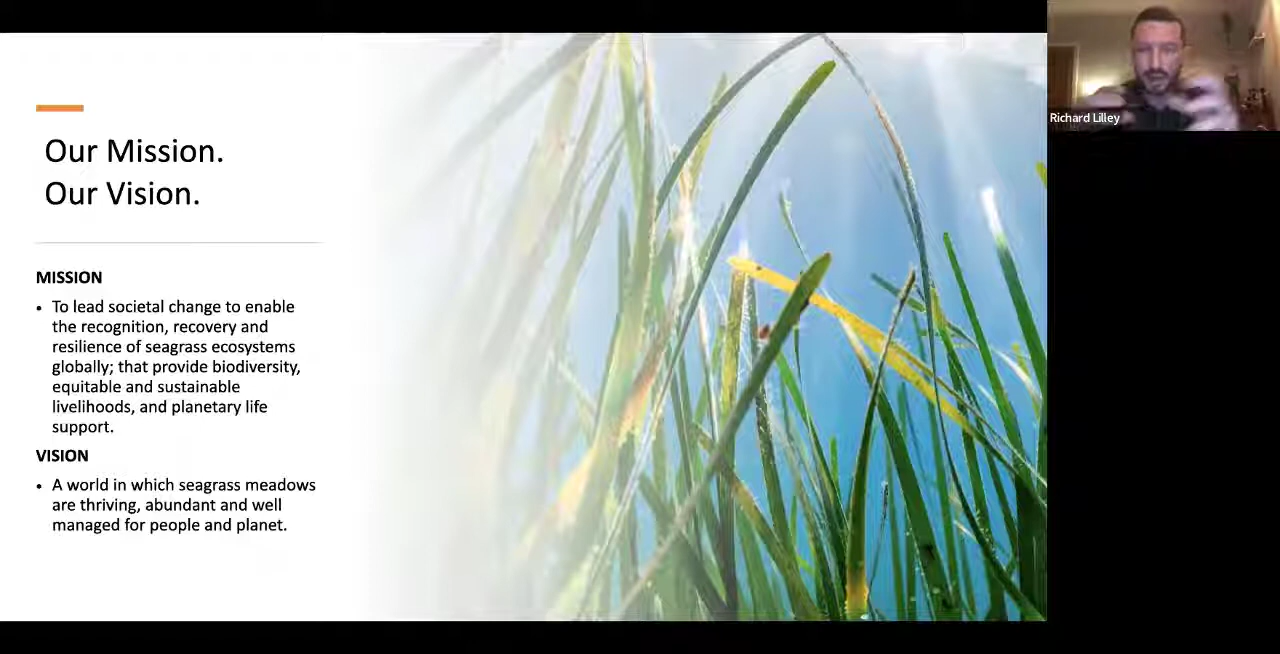 Our Mission.
Our Vision.
MISSION
• To lead societal change to enable
the recognition, recovery and
resilience of seagrass ecosystems
globally; that provide biodiversity,
equitable and sustainable
livelihoods, and planetary life
support.
VISION
• A world in which seagrass meadows
are thriving, abundant and well
managed for people and planet.
Richard Lilley